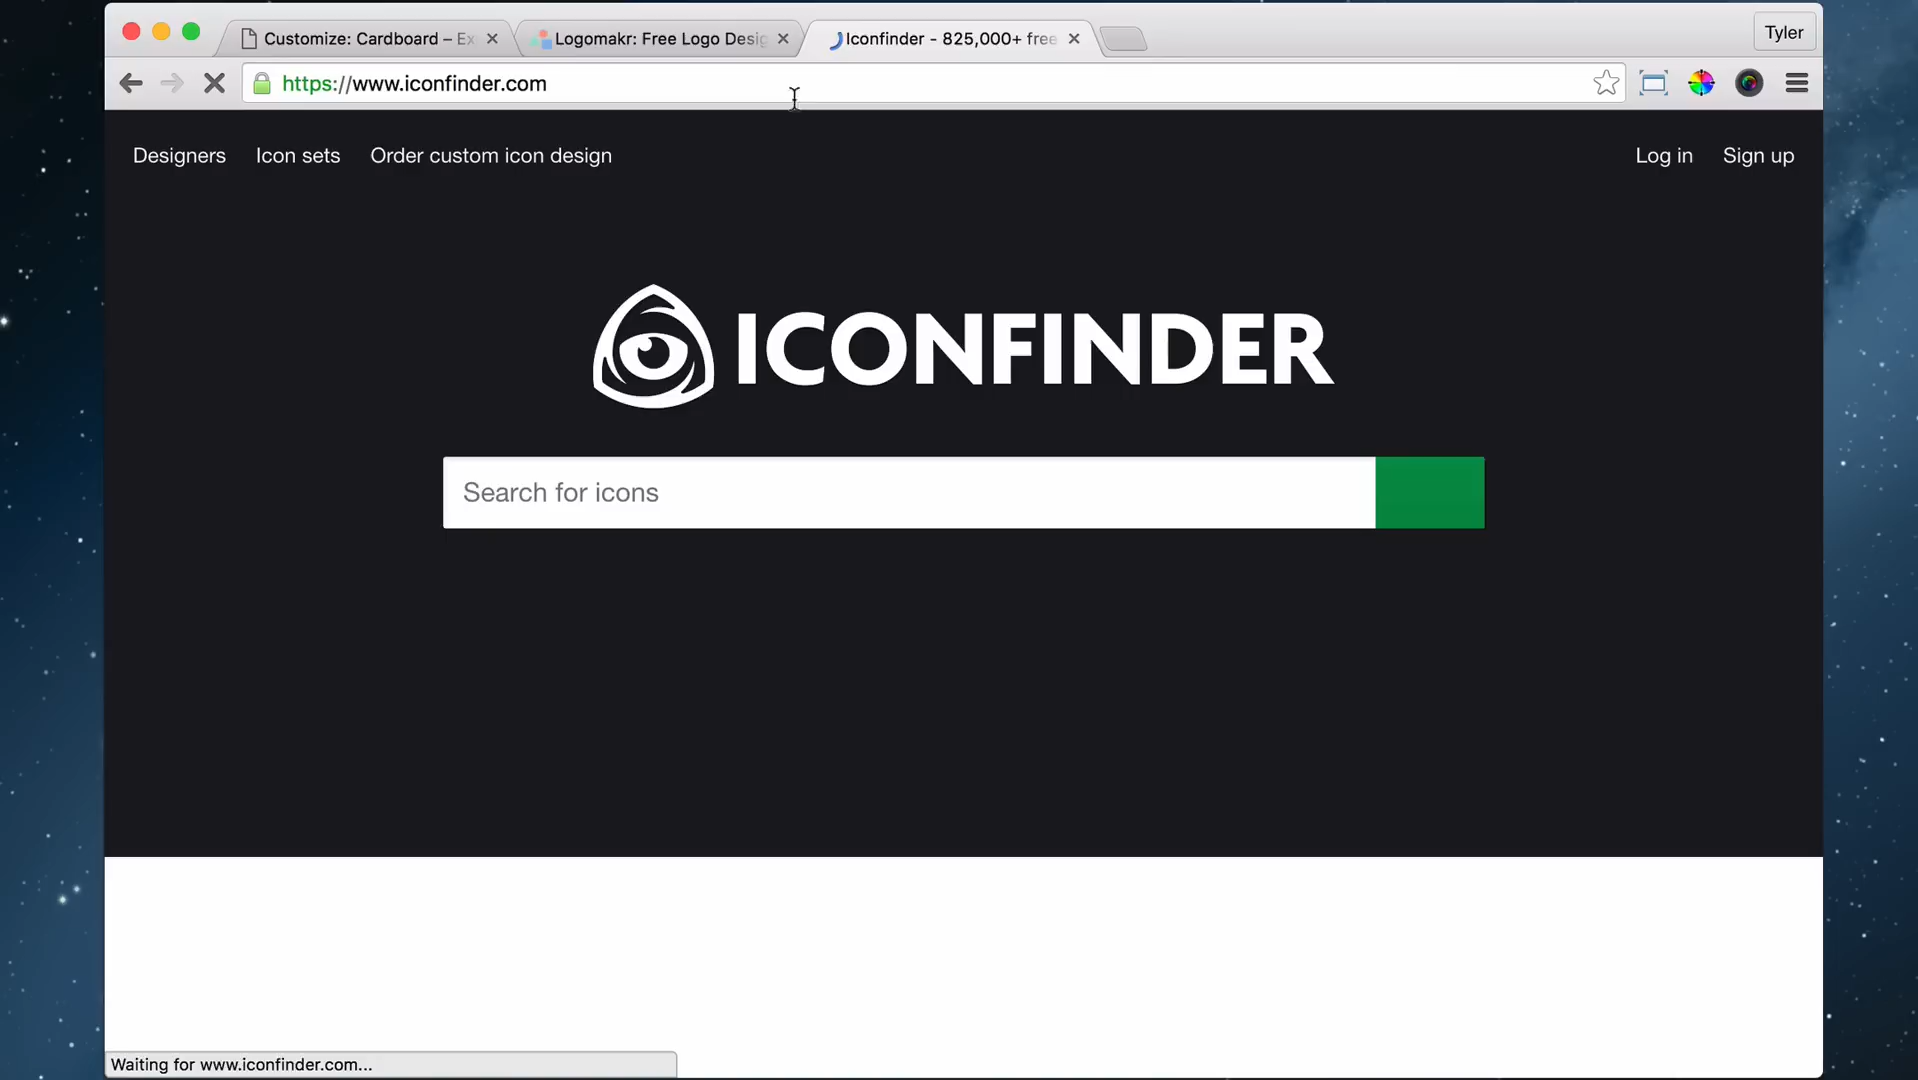 Customize: Cardboard – Ex
Logomakr: Free Logo Desig
Iconfinder - 825,000+ free
Tyler
https://www.iconfinder.com
Designers
Icon sets
Order custom icon design
Log in
Sign up
ICONFINDER
Search for icons
Waiting for www.iconfinder.com...